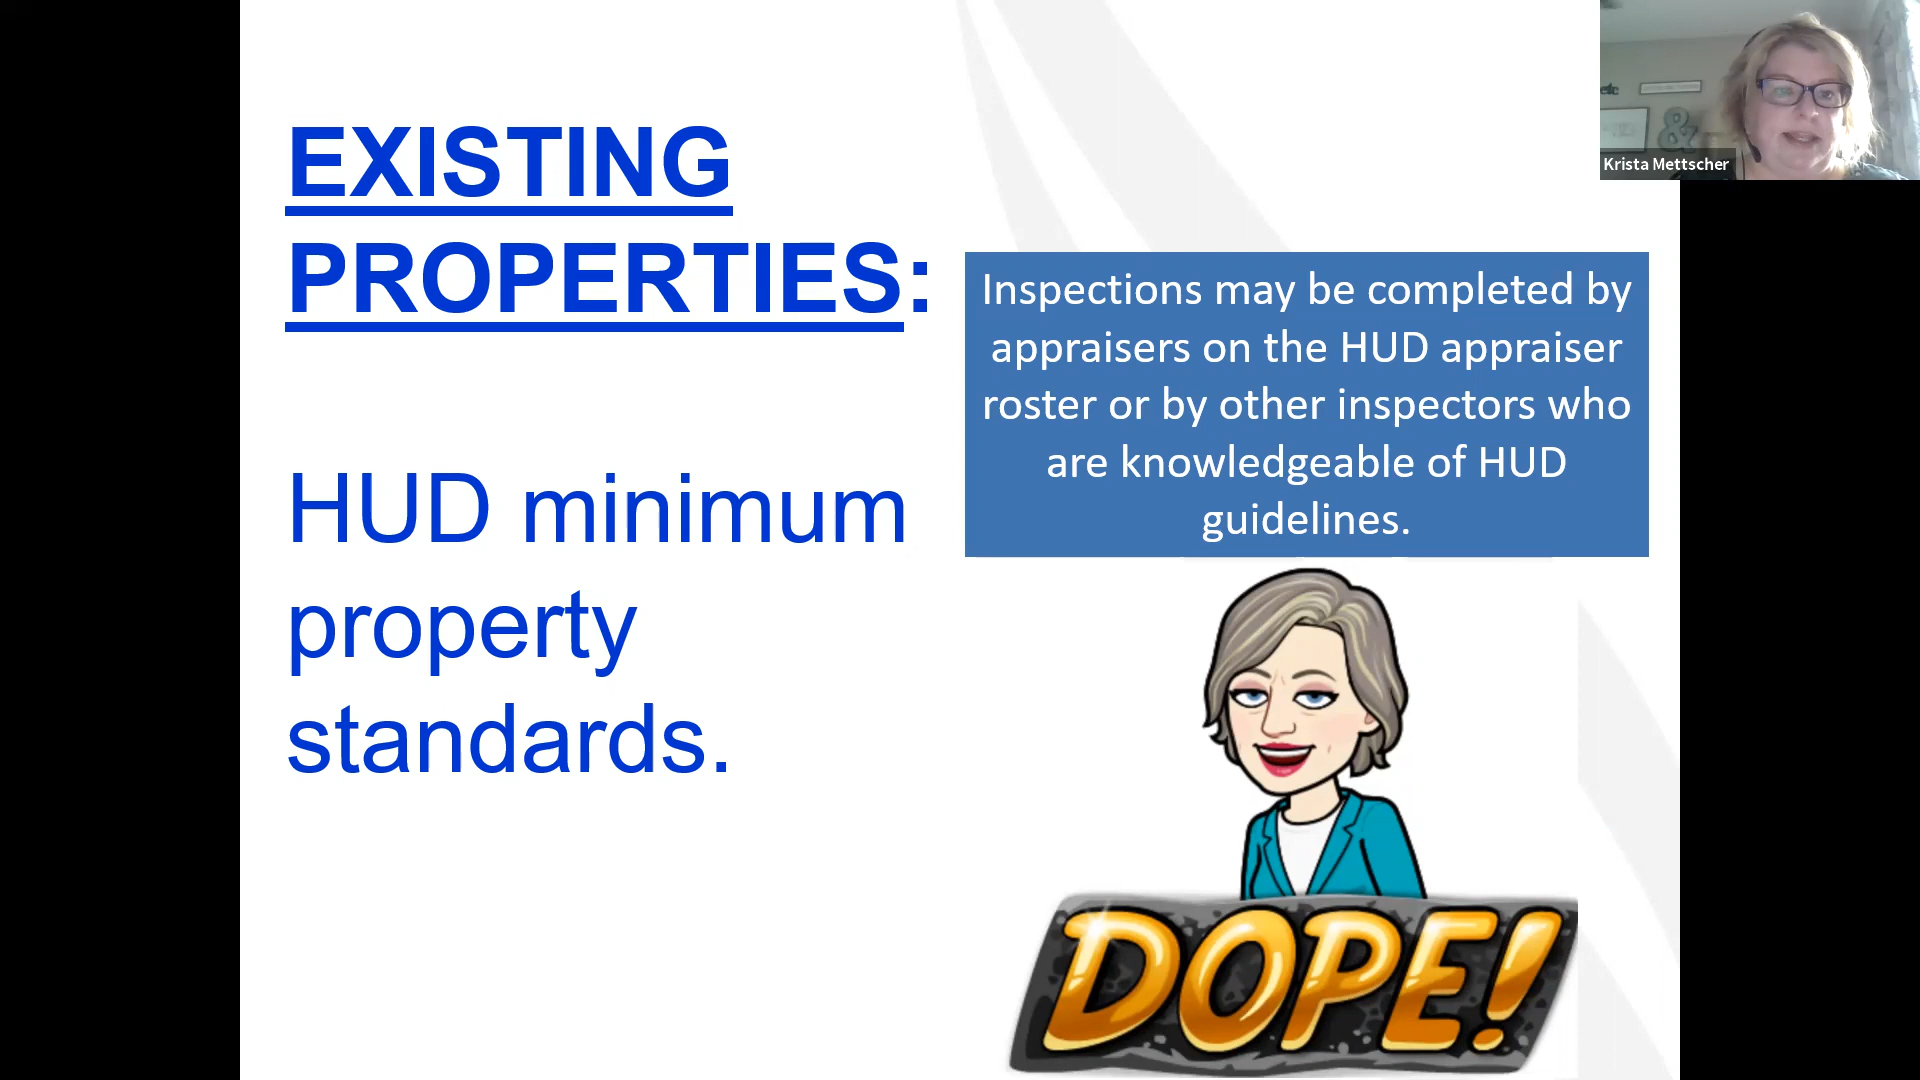 EXISTING
PROPERTIES:
HUD minimum
property
standards.
Inspections may be completed by
appraisers on the HUD appraiser
roster or by other inspectors who
are knowledgeable of HUD
guidelines.
DOPE!
etc
&
Krista Mettscher